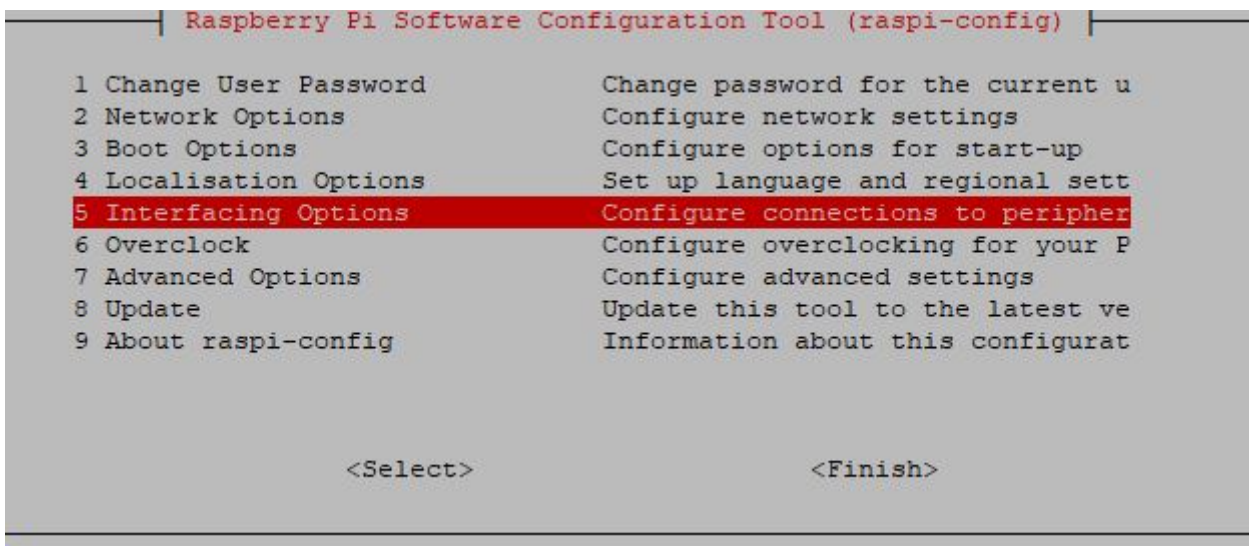 Raspberry Pi Software Configuration Tool (raspi-config)
1 Change User Password Change password for the current u
2 Network Options Configure network settings
3 Boot Options Configure options for start-up
4 Localisation Options Set up language and regional sett
5 Interfacing Options Configure connections to peripher
6 Overclock Configure overclocking for your P
7 Advanced Options Configure advanced settings
8 Update Update this tool to the latest ve
9 About raspi-config Information about this configurat
<Select> <Finish>